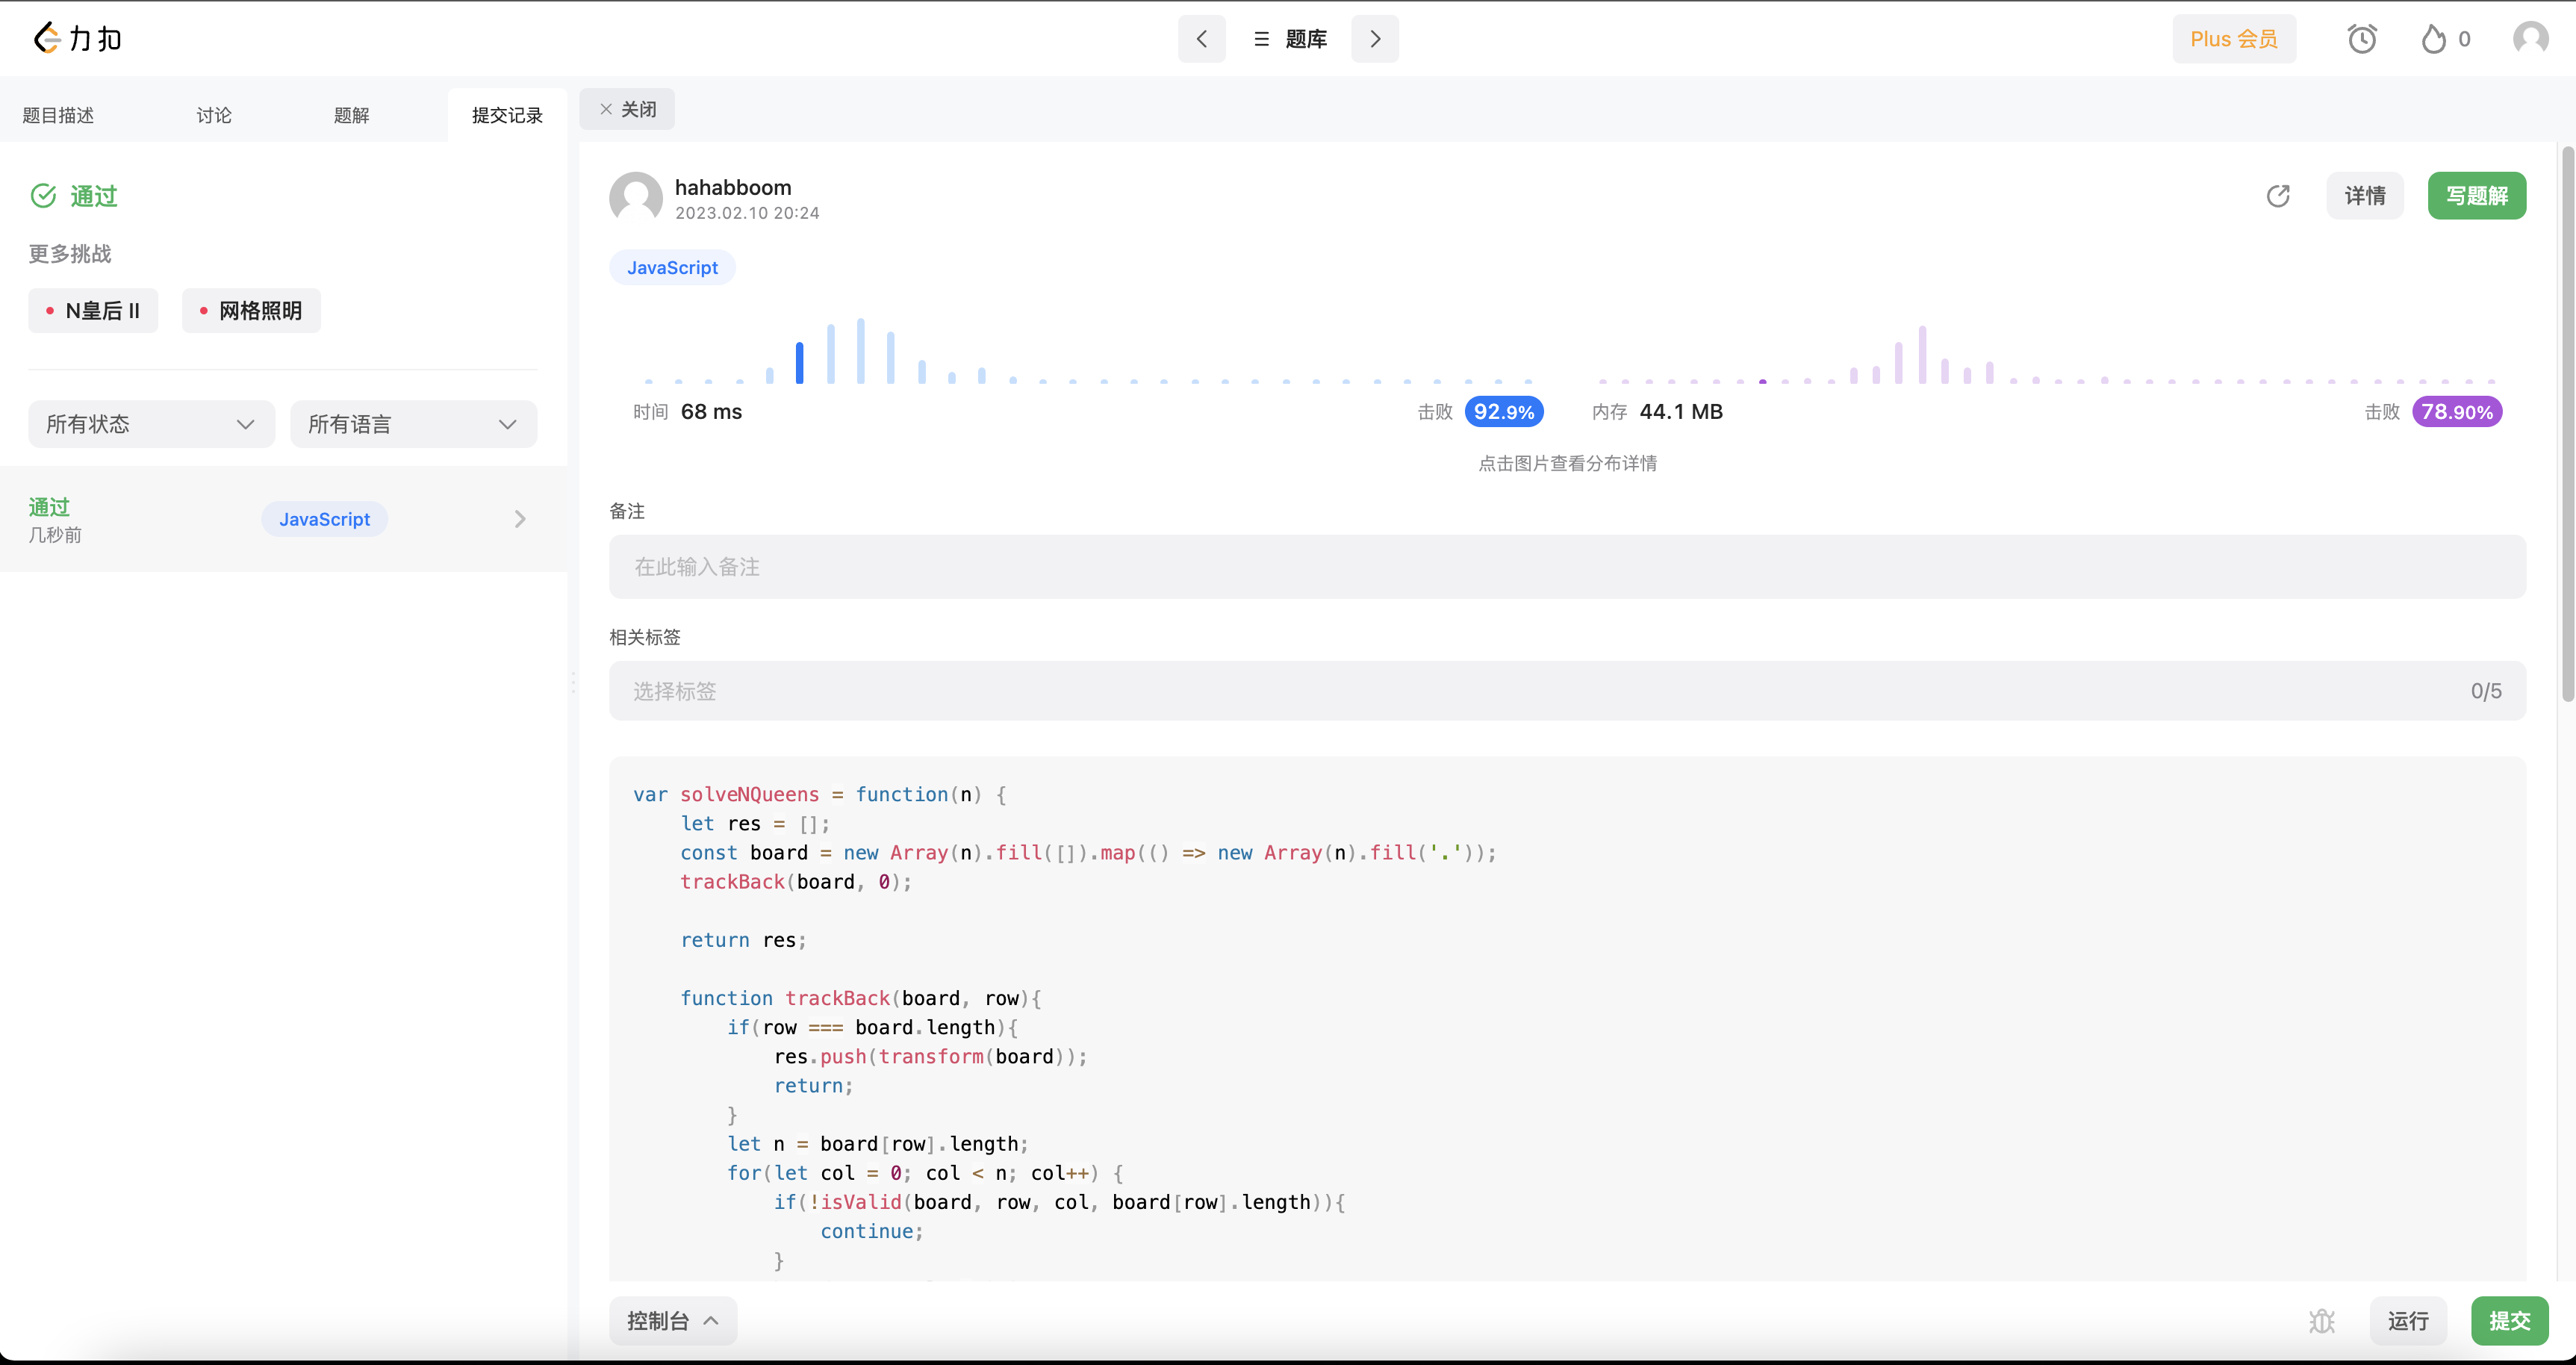 力扣
题库
Plus 会员
0
题目描述
讨论
题解
提交记录
关闭
通过
更多挑战
N皇后 II
网格照明
所有状态
所有语言
通过
几秒前
JavaScript
hahabboom
2023.02.10 20:24
详情
写题解
JavaScript
时间 68 ms
击败 92.9%
内存 44.1 MB
击败 78.90%
点击图片查看分布详情
备注
在此输入备注
相关标签
选择标签
0/5
var solveNQueens = function(n) {
    let res = [];
    const board = new Array(n).fill([]).map(() => new Array(n).fill('.'));
    trackBack(board, 0);
    return res;
    function trackBack(board, row){
        if(row === board.length){
            res.push(transform(board));
            return;
        }
        let n = board[row].length;
        for(let col = 0; col < n; col++) {
            if(!isValid(board, row, col, board[row].length)){
                continue;
            }
控制台
运行
提交